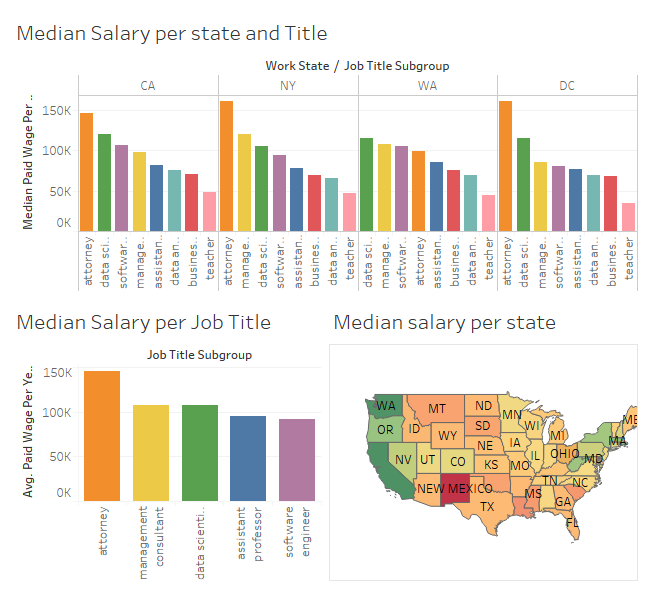 Median Salary per state and Title
Work State / Job Title Subgroup
CA NY WA DC
Median Paid Wage Per ..
150K
100K
50K
0K
attorney
data sci..
softwar..
manage..
assistan..
data an..
busines..
teacher
attorney
manage..
data sci..
softwar..
assistan..
busines..
data an..
teacher
data sci..
manage..
softwar..
attorney
assistan..
busines..
data an..
teacher
attorney
data sci..
manage..
softwar..
assistan..
data an..
busines..
teacher
Median Salary per Job Title
Job Title Subgroup
Avg. Paid Wage Per Ye..
150K
100K
50K
0K
attorney
management
consultant
data scienti..
assistant
professor
software
engineer
Median salary per state
WA MT ND MN ME
OR ID SD WI MI MA
WY NE IA
NV UT CO KS MO IL OHIO MD
NEW MEXICO TN NC
TX MS GA
FL